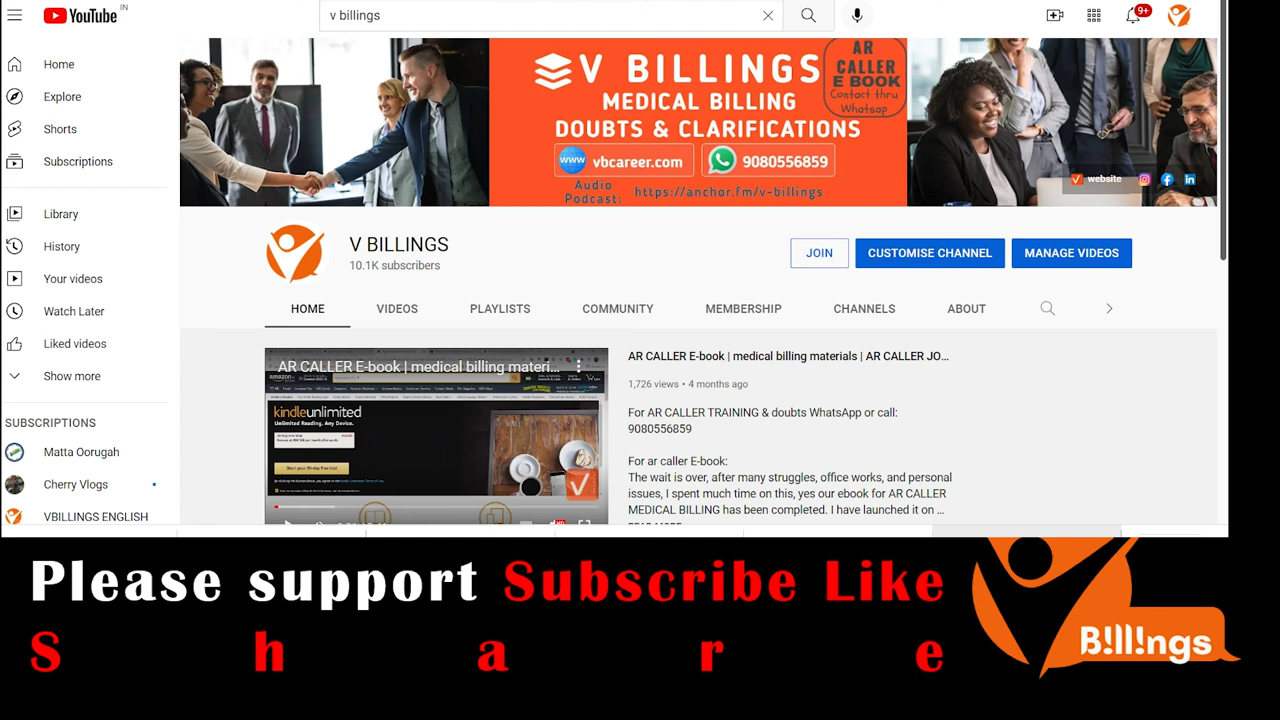 YouTube IN
v billings
9+
Home
Explore
Shorts
Subscriptions
Library
History
Your videos
Watch Later
Liked videos
Show more
SUBSCRIPTIONS
Matta Oorugah
Cherry Vlogs
VBILLINGS ENGLISH
V BILLINGS
MEDICAL BILLING
DOUBTS & CLARIFICATIONS
www vbcareer.com
9080556859
Audio
Podcast:
https://anchor.fm/v-billings
AR
CALLER
E BOOK
Contact thru
Whatsap
website
V BILLINGS
10.1K subscribers
JOIN
CUSTOMISE CHANNEL
MANAGE VIDEOS
HOME
VIDEOS
PLAYLISTS
COMMUNITY
MEMBERSHIP
CHANNELS
ABOUT
AR CALLER E-book | medical billing materi...
amazon
kindleunlimited
Unlimited Reading. Any Device.
AR CALLER E-book | medical billing materials | AR CALLER JO...
1,726 views • 4 months ago
For AR CALLER TRAINING & doubts WhatsApp or call:
9080556859
For ar caller E-book:
The wait is over, after many struggles, office works, and personal
issues, I spent much time on this, yes our ebook for AR CALLER
MEDICAL BILLING has been completed. I have launched it on ...
Please support Subscribe Like
S h a r e
B!ll!ngs